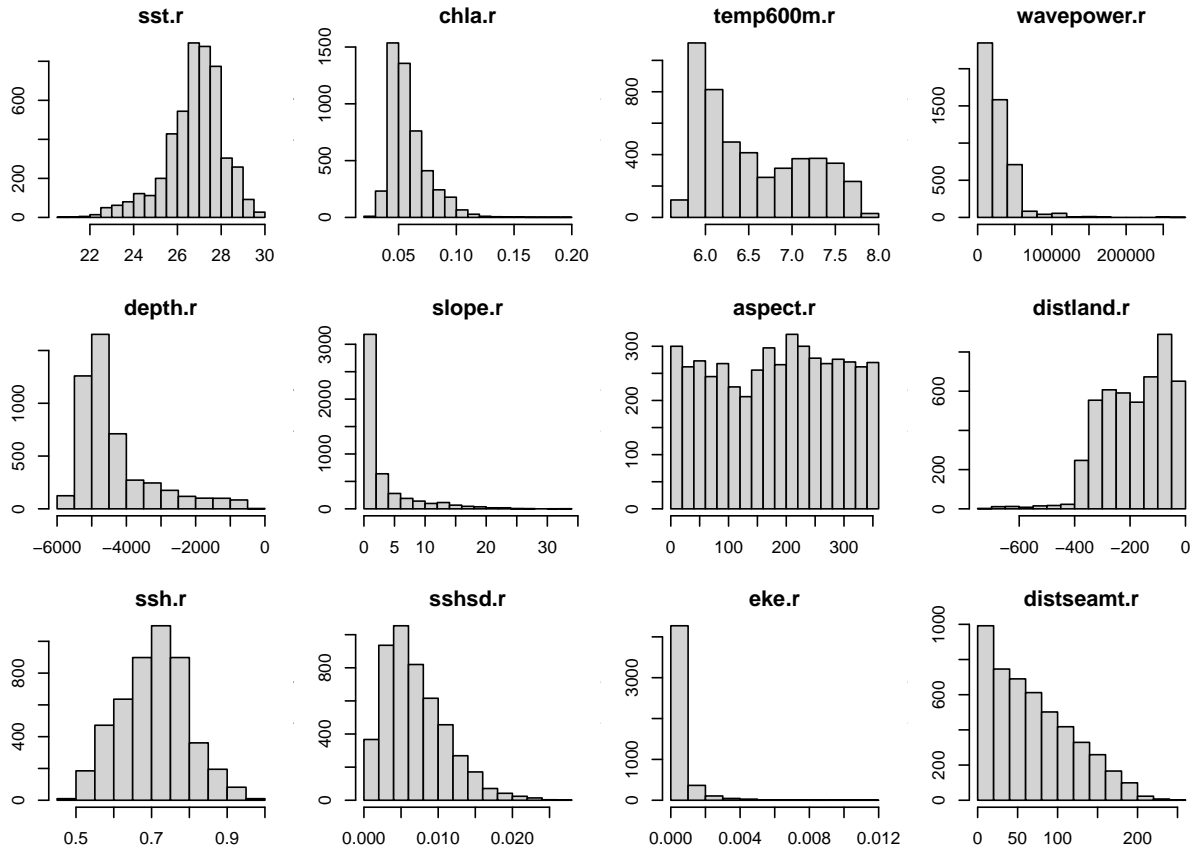 sst.r
0 200 600
22 24 26 28 30
chla.r
0 500 1000 1500
0.05 0.10 0.15 0.20
temp600m.r
0 400 800
6.0 6.5 7.0 7.5 8.0
wavepower.r
0 500 1500
0 100000 200000
depth.r
0 500 1000
−6000 −4000 −2000 0
slope.r
0 1000 2000 3000
0 5 10 20 30
aspect.r
0 100 200 300
0 100 200 300
distland.r
0 200 600
−600 −400 −200 0
ssh.r
0 400 800
0.5 0.7 0.9
sshsd.r
0 400 800
0.000 0.020
eke.r
0 1000 3000
0.000 0.004 0.008 0.012
distseamt.r
0 200 600 1000
0 50 100 200